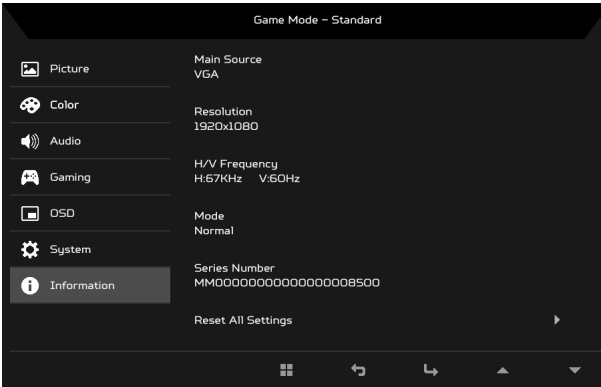 Game Mode – Standard
Picture
Color
Audio
Gaming
OSD
System
Information
Main Source
VGA
Resolution
1920x1080
H/V Frequency
H:67KHz V:60Hz
Mode
Normal
Series Number
MM00000000000000008500
Reset All Settings